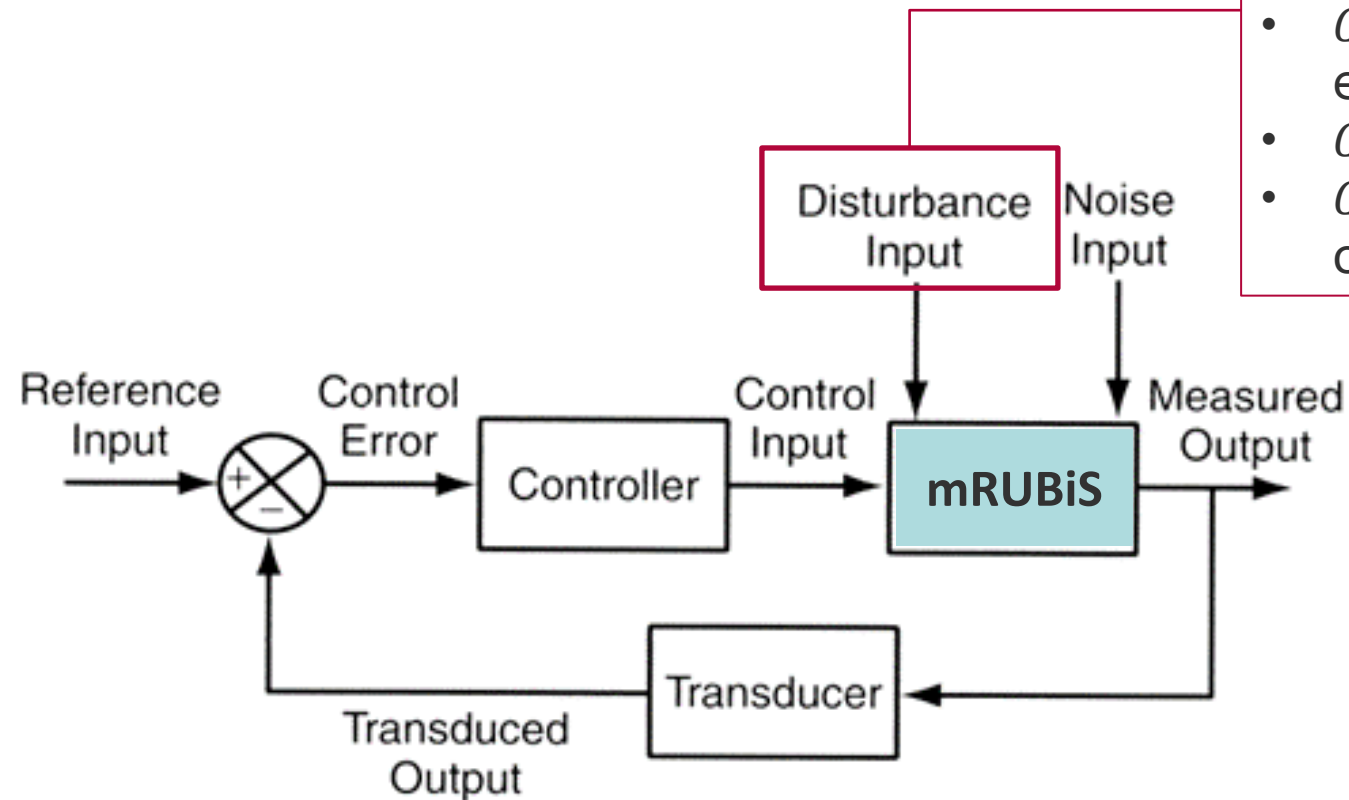 Disturbance
Input
Noise
Input
Reference
Input
Control
Error
Controller
Control
Input
mRUBiS
Measured
Output
+
−
Transducer
Transduced
Output